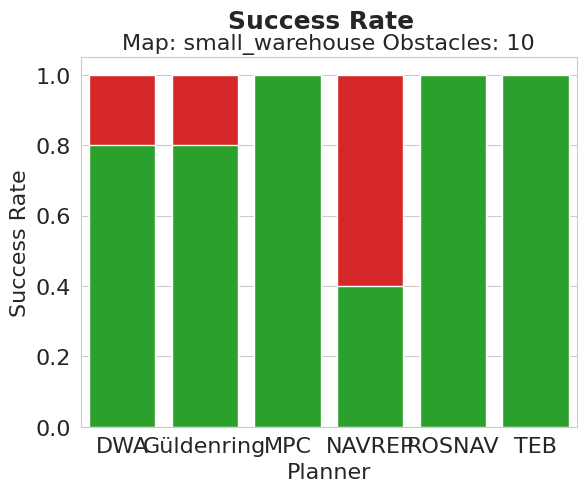 Success Rate
Map: small_warehouse Obstacles: 10
Success Rate
1.0
0.8
0.6
0.4
0.2
0.0
DWA Güldenring MPC NAVREP ROSNAV TEB
Planner